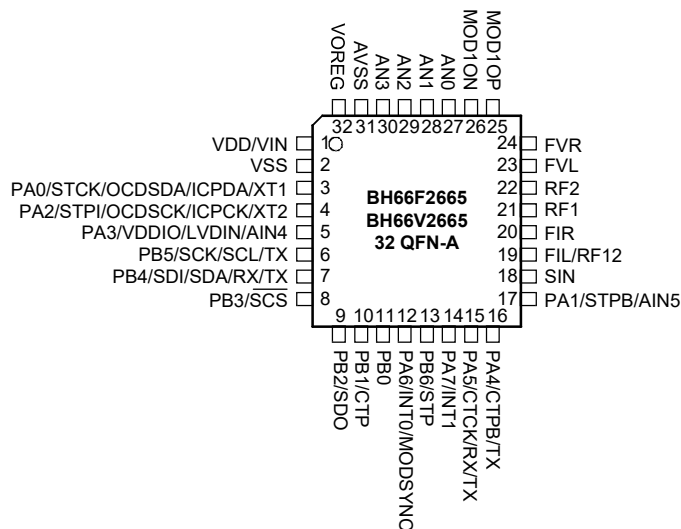 VOREG
AVSS
AN3
AN2
AN1
AN0
MOD1ON
MOD1OP
32 31 30 29 28 27 26 25
VDD/VIN 1 24 FVR
VSS 2 23 FVL
PA0/STCK/OCDSDA/ICPDA/XT1 3 22 RF2
PA2/STPI/OCDSCK/ICPCK/XT2 4 21 RF1
PA3/VDDIO/LVDIN/AIN4 5 20 FIR
PB5/SCK/SCL/TX 6 19 FIL/RF12
PB4/SDI/SDA/RX/TX 7 18 SIN
PB3/SCS 8 17 PA1/STPB/AIN5
BH66F2665
BH66V2665
32 QFN-A
9 10 11 12 13 14 15 16
PB2/SDO
PB1/CTP
PB0
PA6/INT0/MODSYNC
PB6/STP
PA7/INT1
PA5/CTCK/RX/TX
PA4/CTPB/TX